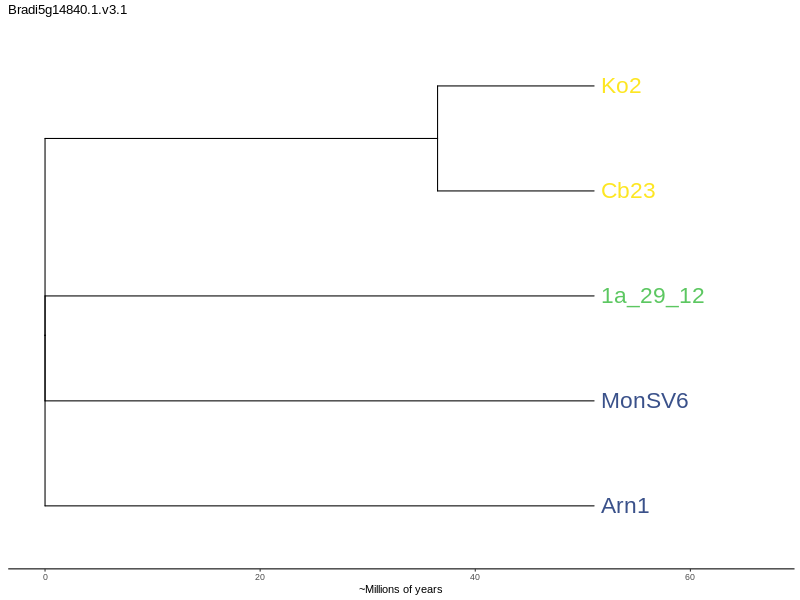 Bradi5g14840.1.v3.1
Ko2
Cb23
1a_29_12
MonSV6
Arn1
0 20 40 60
~Millions of years